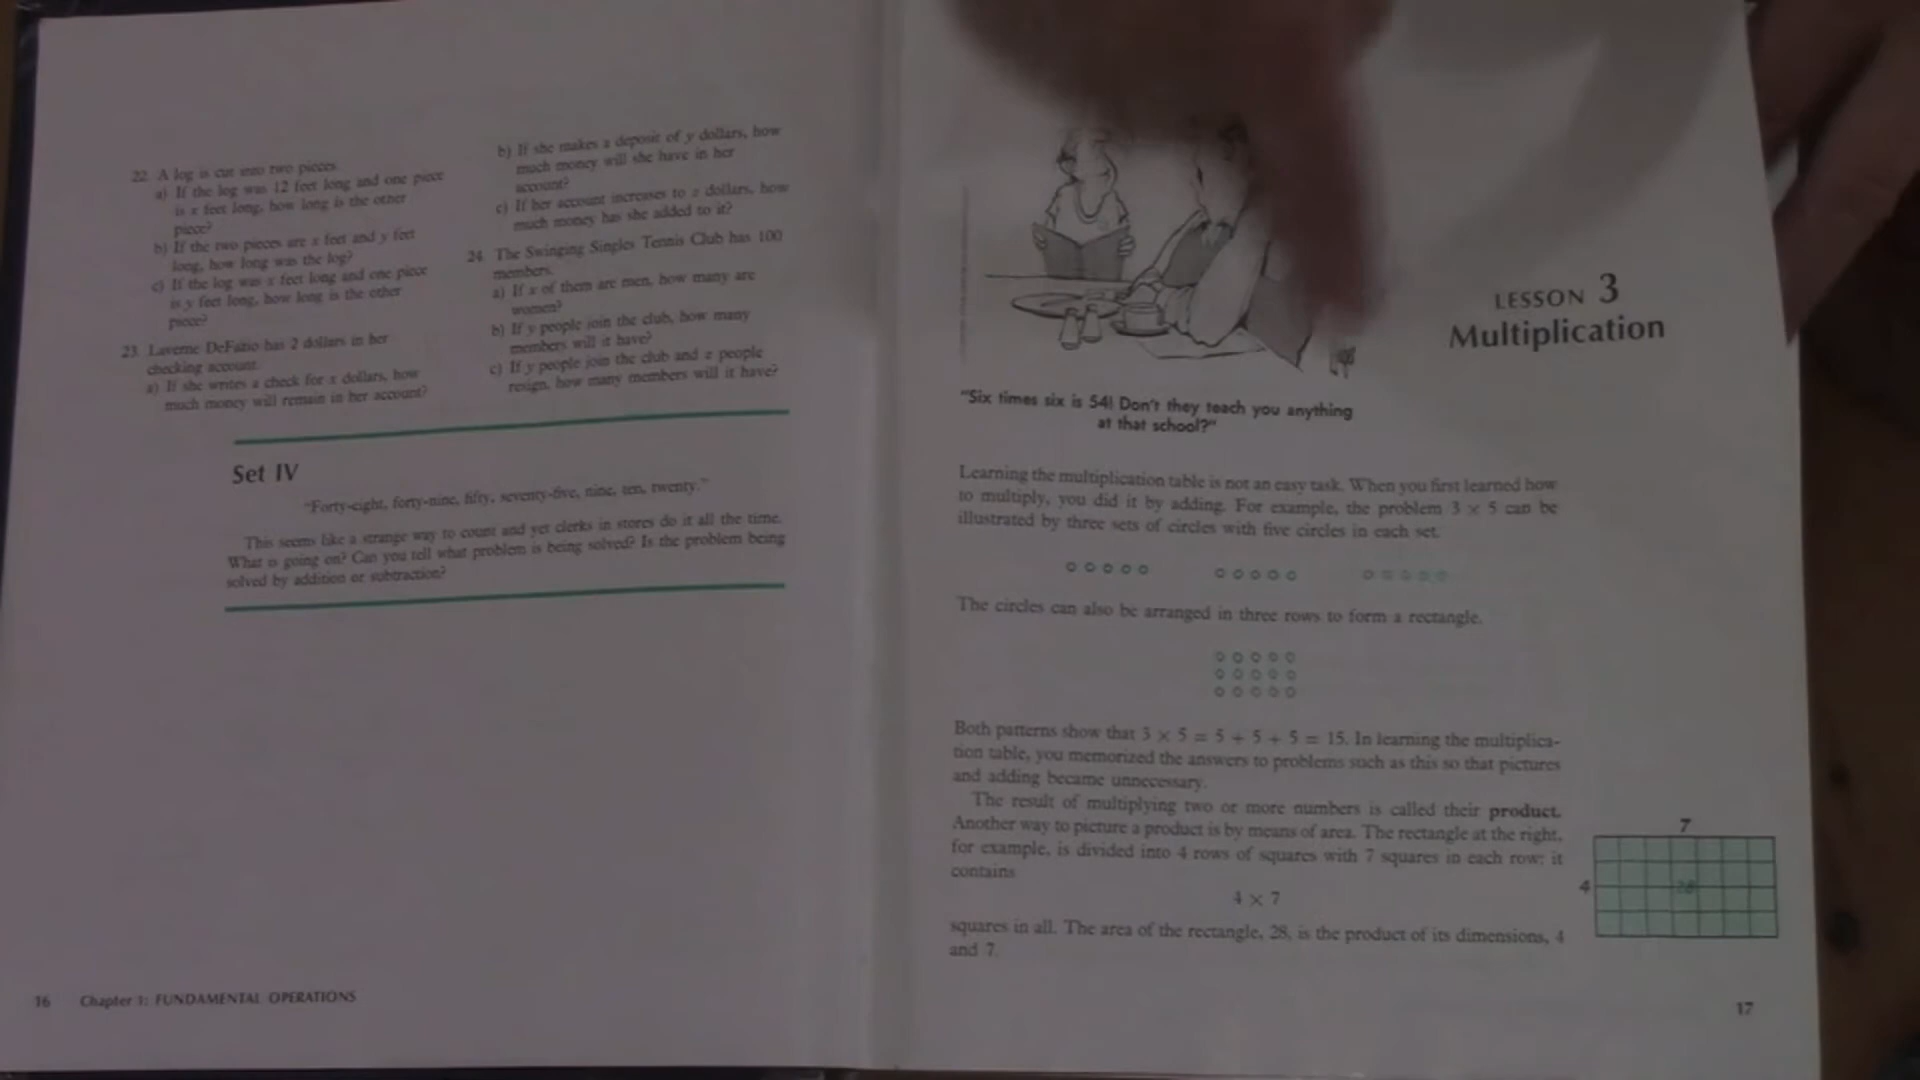 22. A log is cut into two pieces.
a) If the log was 12 feet long and one piece
is x feet long, how long is the other
piece?
b) If the two pieces are x feet and y feet
long, how long was the log?
c) If the log was x feet long and one piece
is y feet long, how long is the other
piece?
23. Laverne DeFazio has 2 dollars in her
checking account.
a) If she writes a check for x dollars, how
much money will remain in her account?
b) If she makes a deposit of y dollars, how
much money will she have in her
account?
c) If her account increases to z dollars, how
much money has she added to it?
24. The Swinging Singles Tennis Club has 100
members.
a) If x of them are men, how many are
women?
b) If y people join the club, how many
members will it have?
c) If y people join the club and z people
resign, how many members will it have?
Set IV
"Forty-eight, forty-nine, fifty, seventy-five, nine, ten, twenty."
This seems like a strange way to count and yet clerks in stores do it all the time.
What is going on? Can you tell what problem is being solved? Is the problem being
solved by addition or subtraction?
16 Chapter 1: FUNDAMENTAL OPERATIONS
LESSON 3
Multiplication
"Six times six is 54! Don't they teach you anything
at that school?"
Learning the multiplication table is not an easy task. When you first learned how
to multiply, you did it by adding. For example, the problem 3 × 5 can be
illustrated by three sets of circles with five circles in each set.
The circles can also be arranged in three rows to form a rectangle.
Both patterns show that 3 × 5 = 5 + 5 + 5 = 15. In learning the multiplica-
tion table, you memorized the answers to problems such as this so that pictures
and adding became unnecessary.
The result of multiplying two or more numbers is called their product.
Another way to picture a product is by means of area. The rectangle at the right,
for example, is divided into 4 rows of squares with 7 squares in each row: it
contains
4 × 7
squares in all. The area of the rectangle, 28, is the product of its dimensions, 4
and 7.
7
4
28
17